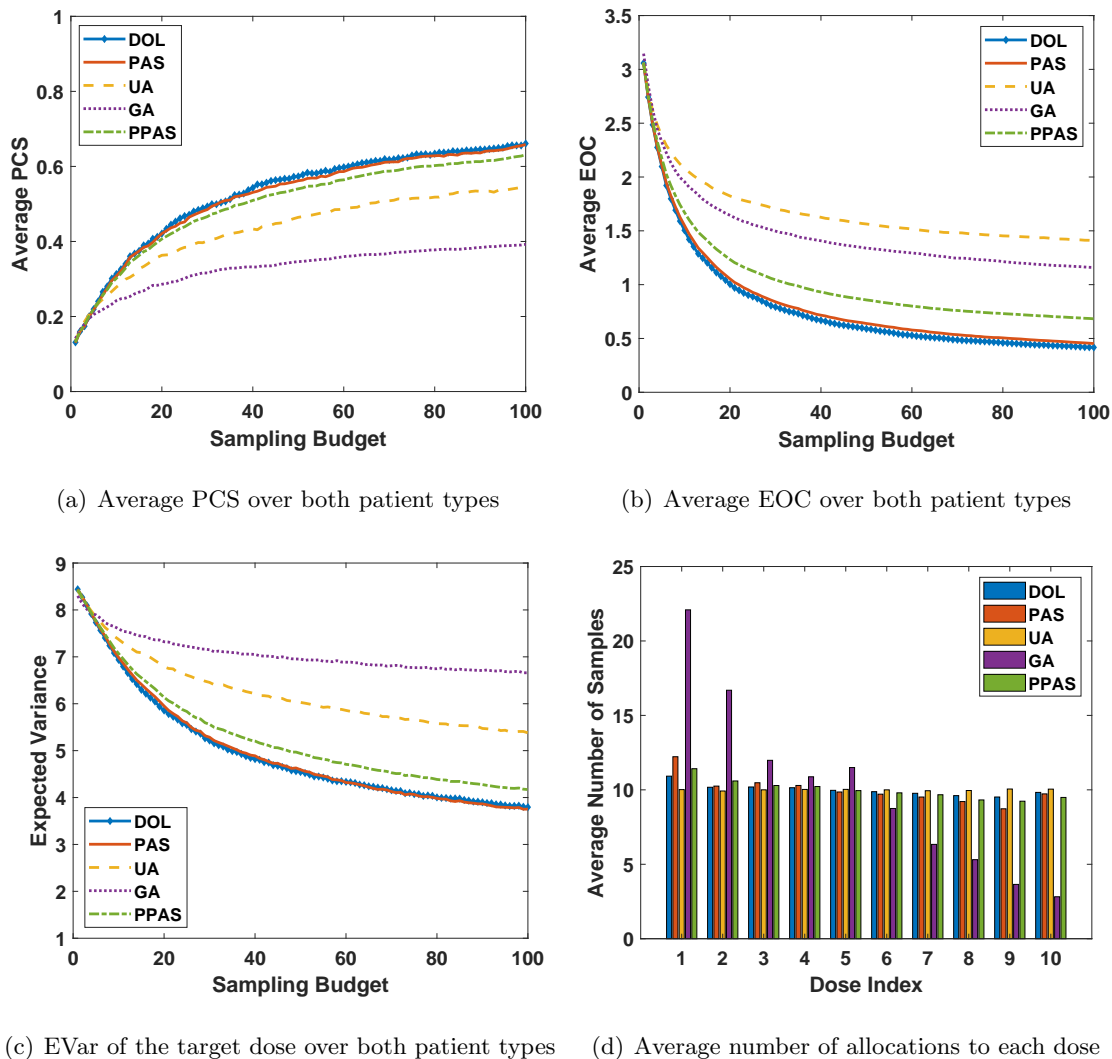 1
0.8
0.6
0.4
0.2
0
Average PCS
DOL
PAS
UA
GA
PPAS
0 20 40 60 80 100
Sampling Budget
(a) Average PCS over both patient types
3.5
3
2.5
2
1.5
1
0.5
0
Average EOC
DOL
PAS
UA
GA
PPAS
0 20 40 60 80 100
Sampling Budget
(b) Average EOC over both patient types
9
8
7
6
5
4
3
2
1
Expected Variance
DOL
PAS
UA
GA
PPAS
0 20 40 60 80 100
Sampling Budget
(c) EVar of the target dose over both patient types
25
20
15
10
5
0
Average Number of Samples
DOL
PAS
UA
GA
PPAS
1 2 3 4 5 6 7 8 9 10
Dose Index
(d) Average number of allocations to each dose